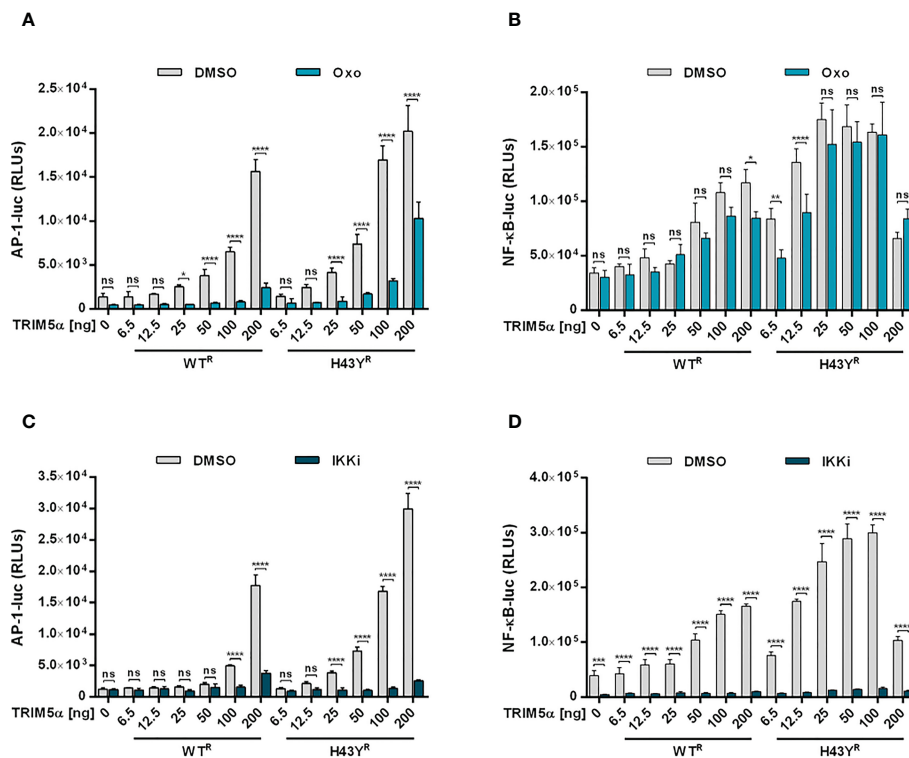 A
DMSO Oxo
AP-1-luc (RLUs)
2.5×10⁴
2.0×10⁴
1.5×10⁴
1.0×10⁴
5.0×10³
0
ns ns ns * **** **** **** ns ns **** **** **** ****
TRIM5α [ng] 0 6.5 12.5 25 50 100 200 6.5 12.5 25 50 100 200
WTᴿ H43Yᴿ
B
DMSO Oxo
NF-κB-luc (RLUs)
2.0×10⁵
1.5×10⁵
1.0×10⁵
5.0×10⁴
0
ns ns ns ns ns ns * ** **** ns ns ns ns
TRIM5α [ng] 0 6.5 12.5 25 50 100 200 6.5 12.5 25 50 100 200
WTᴿ H43Yᴿ
C
DMSO IKKi
AP-1-luc (RLUs)
3.5×10⁴
3.0×10⁴
2.5×10⁴
2.0×10⁴
1.5×10⁴
1.0×10⁴
5.0×10³
0
ns ns ns ns ns **** **** ns ns **** **** **** ****
TRIM5α [ng] 0 6.5 12.5 25 50 100 200 6.5 12.5 25 50 100 200
WTᴿ H43Yᴿ
D
DMSO IKKi
NF-κB-luc (RLUs)
4.0×10⁵
3.0×10⁵
2.0×10⁵
1.0×10⁵
0
*** **** **** **** **** **** **** **** **** **** **** **** ****
TRIM5α [ng] 0 6.5 12.5 25 50 100 200 6.5 12.5 25 50 100 200
WTᴿ H43Yᴿ